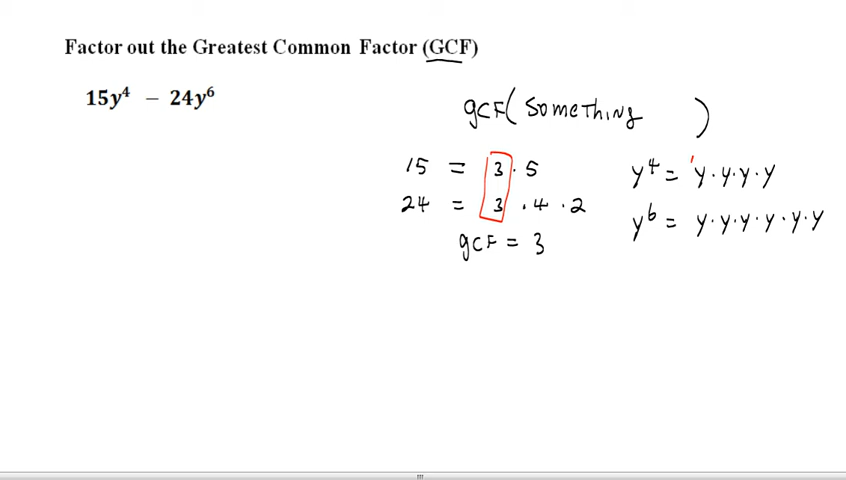 Factor out the Greatest Common Factor (GCF)
15y⁴ − 24y⁶
gCF( Something )
15 = 3 · 5
24 = 3 · 4 · 2
gCF = 3
y⁴ = y · y · y · y
y⁶ = y · y · y · y · y · y